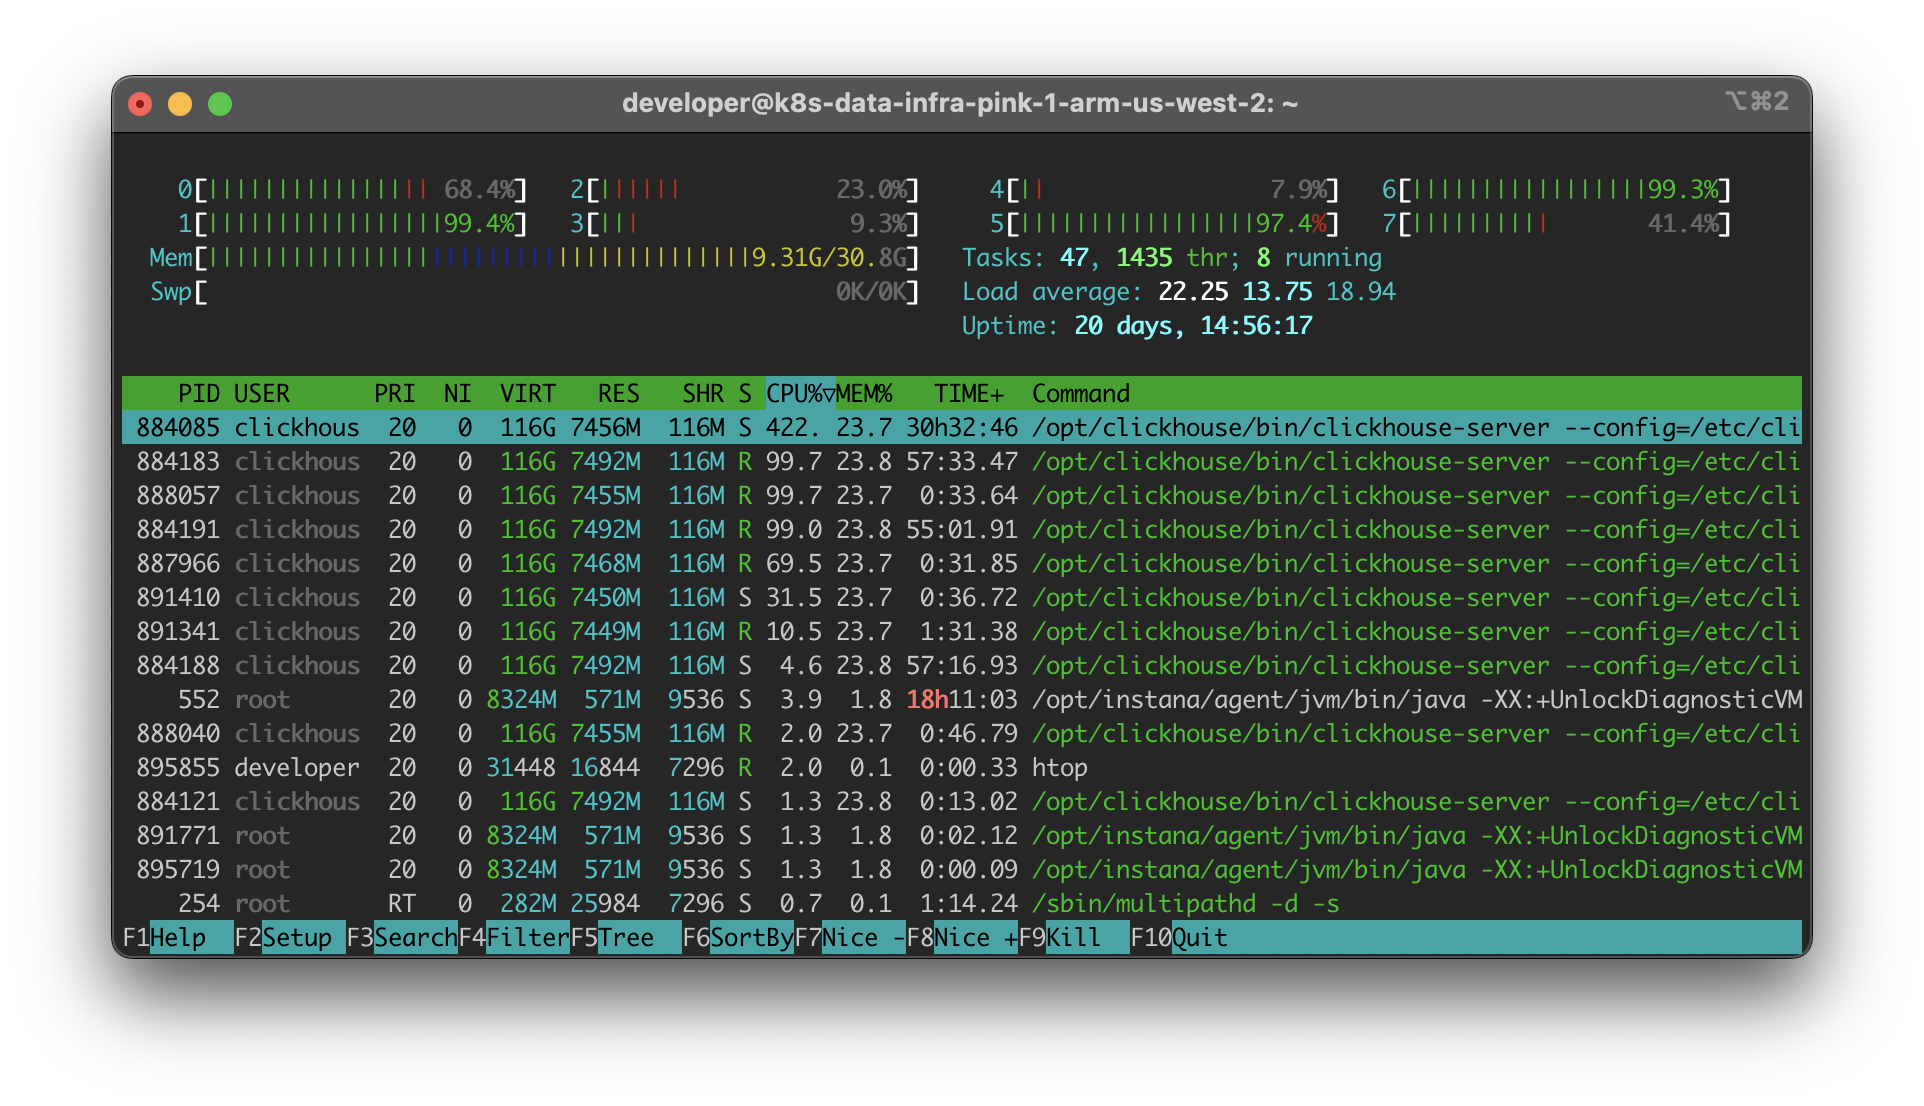 developer@k8s-data-infra-pink-1-arm-us-west-2: ~ ⌥⌘2
0[|||||||||||||||| 68.4%] 2[|||||| 23.0%] 4[|| 7.9%] 6[|||||||||||||||||99.3%]
1[|||||||||||||||||99.4%] 3[||| 9.3%] 5[|||||||||||||||||97.4%] 7[|||||||||| 41.4%]
Mem[|||||||||||||||||||||||||||||||||||||||9.31G/30.8G] Tasks: 47, 1435 thr; 8 running
Swp[ 0K/0K] Load average: 22.25 13.75 18.94
Uptime: 20 days, 14:56:17
PID USER PRI NI VIRT RES SHR S CPU%▽MEM% TIME+ Command
884085 clickhous 20 0 116G 7456M 116M S 422. 23.7 30h32:46 /opt/clickhouse/bin/clickhouse-server --config=/etc/cli
884183 clickhous 20 0 116G 7492M 116M R 99.7 23.8 57:33.47 /opt/clickhouse/bin/clickhouse-server --config=/etc/cli
888057 clickhous 20 0 116G 7455M 116M R 99.7 23.7 0:33.64 /opt/clickhouse/bin/clickhouse-server --config=/etc/cli
884191 clickhous 20 0 116G 7492M 116M R 99.0 23.8 55:01.91 /opt/clickhouse/bin/clickhouse-server --config=/etc/cli
887966 clickhous 20 0 116G 7468M 116M R 69.5 23.7 0:31.85 /opt/clickhouse/bin/clickhouse-server --config=/etc/cli
891410 clickhous 20 0 116G 7450M 116M S 31.5 23.7 0:36.72 /opt/clickhouse/bin/clickhouse-server --config=/etc/cli
891341 clickhous 20 0 116G 7449M 116M R 10.5 23.7 1:31.38 /opt/clickhouse/bin/clickhouse-server --config=/etc/cli
884188 clickhous 20 0 116G 7492M 116M S 4.6 23.8 57:16.93 /opt/clickhouse/bin/clickhouse-server --config=/etc/cli
552 root 20 0 8324M 571M 9536 S 3.9 1.8 18h11:03 /opt/instana/agent/jvm/bin/java -XX:+UnlockDiagnosticVM
888040 clickhous 20 0 116G 7455M 116M R 2.0 23.7 0:46.79 /opt/clickhouse/bin/clickhouse-server --config=/etc/cli
895855 developer 20 0 31448 16844 7296 R 2.0 0.1 0:00.33 htop
884121 clickhous 20 0 116G 7492M 116M S 1.3 23.8 0:13.02 /opt/clickhouse/bin/clickhouse-server --config=/etc/cli
891771 root 20 0 8324M 571M 9536 S 1.3 1.8 0:02.12 /opt/instana/agent/jvm/bin/java -XX:+UnlockDiagnosticVM
895719 root 20 0 8324M 571M 9536 S 1.3 1.8 0:00.09 /opt/instana/agent/jvm/bin/java -XX:+UnlockDiagnosticVM
254 root RT 0 282M 25984 7296 S 0.7 0.1 1:14.24 /sbin/multipathd -d -s
F1Help F2Setup F3SearchF4FilterF5Tree F6SortByF7Nice -F8Nice +F9Kill F10Quit